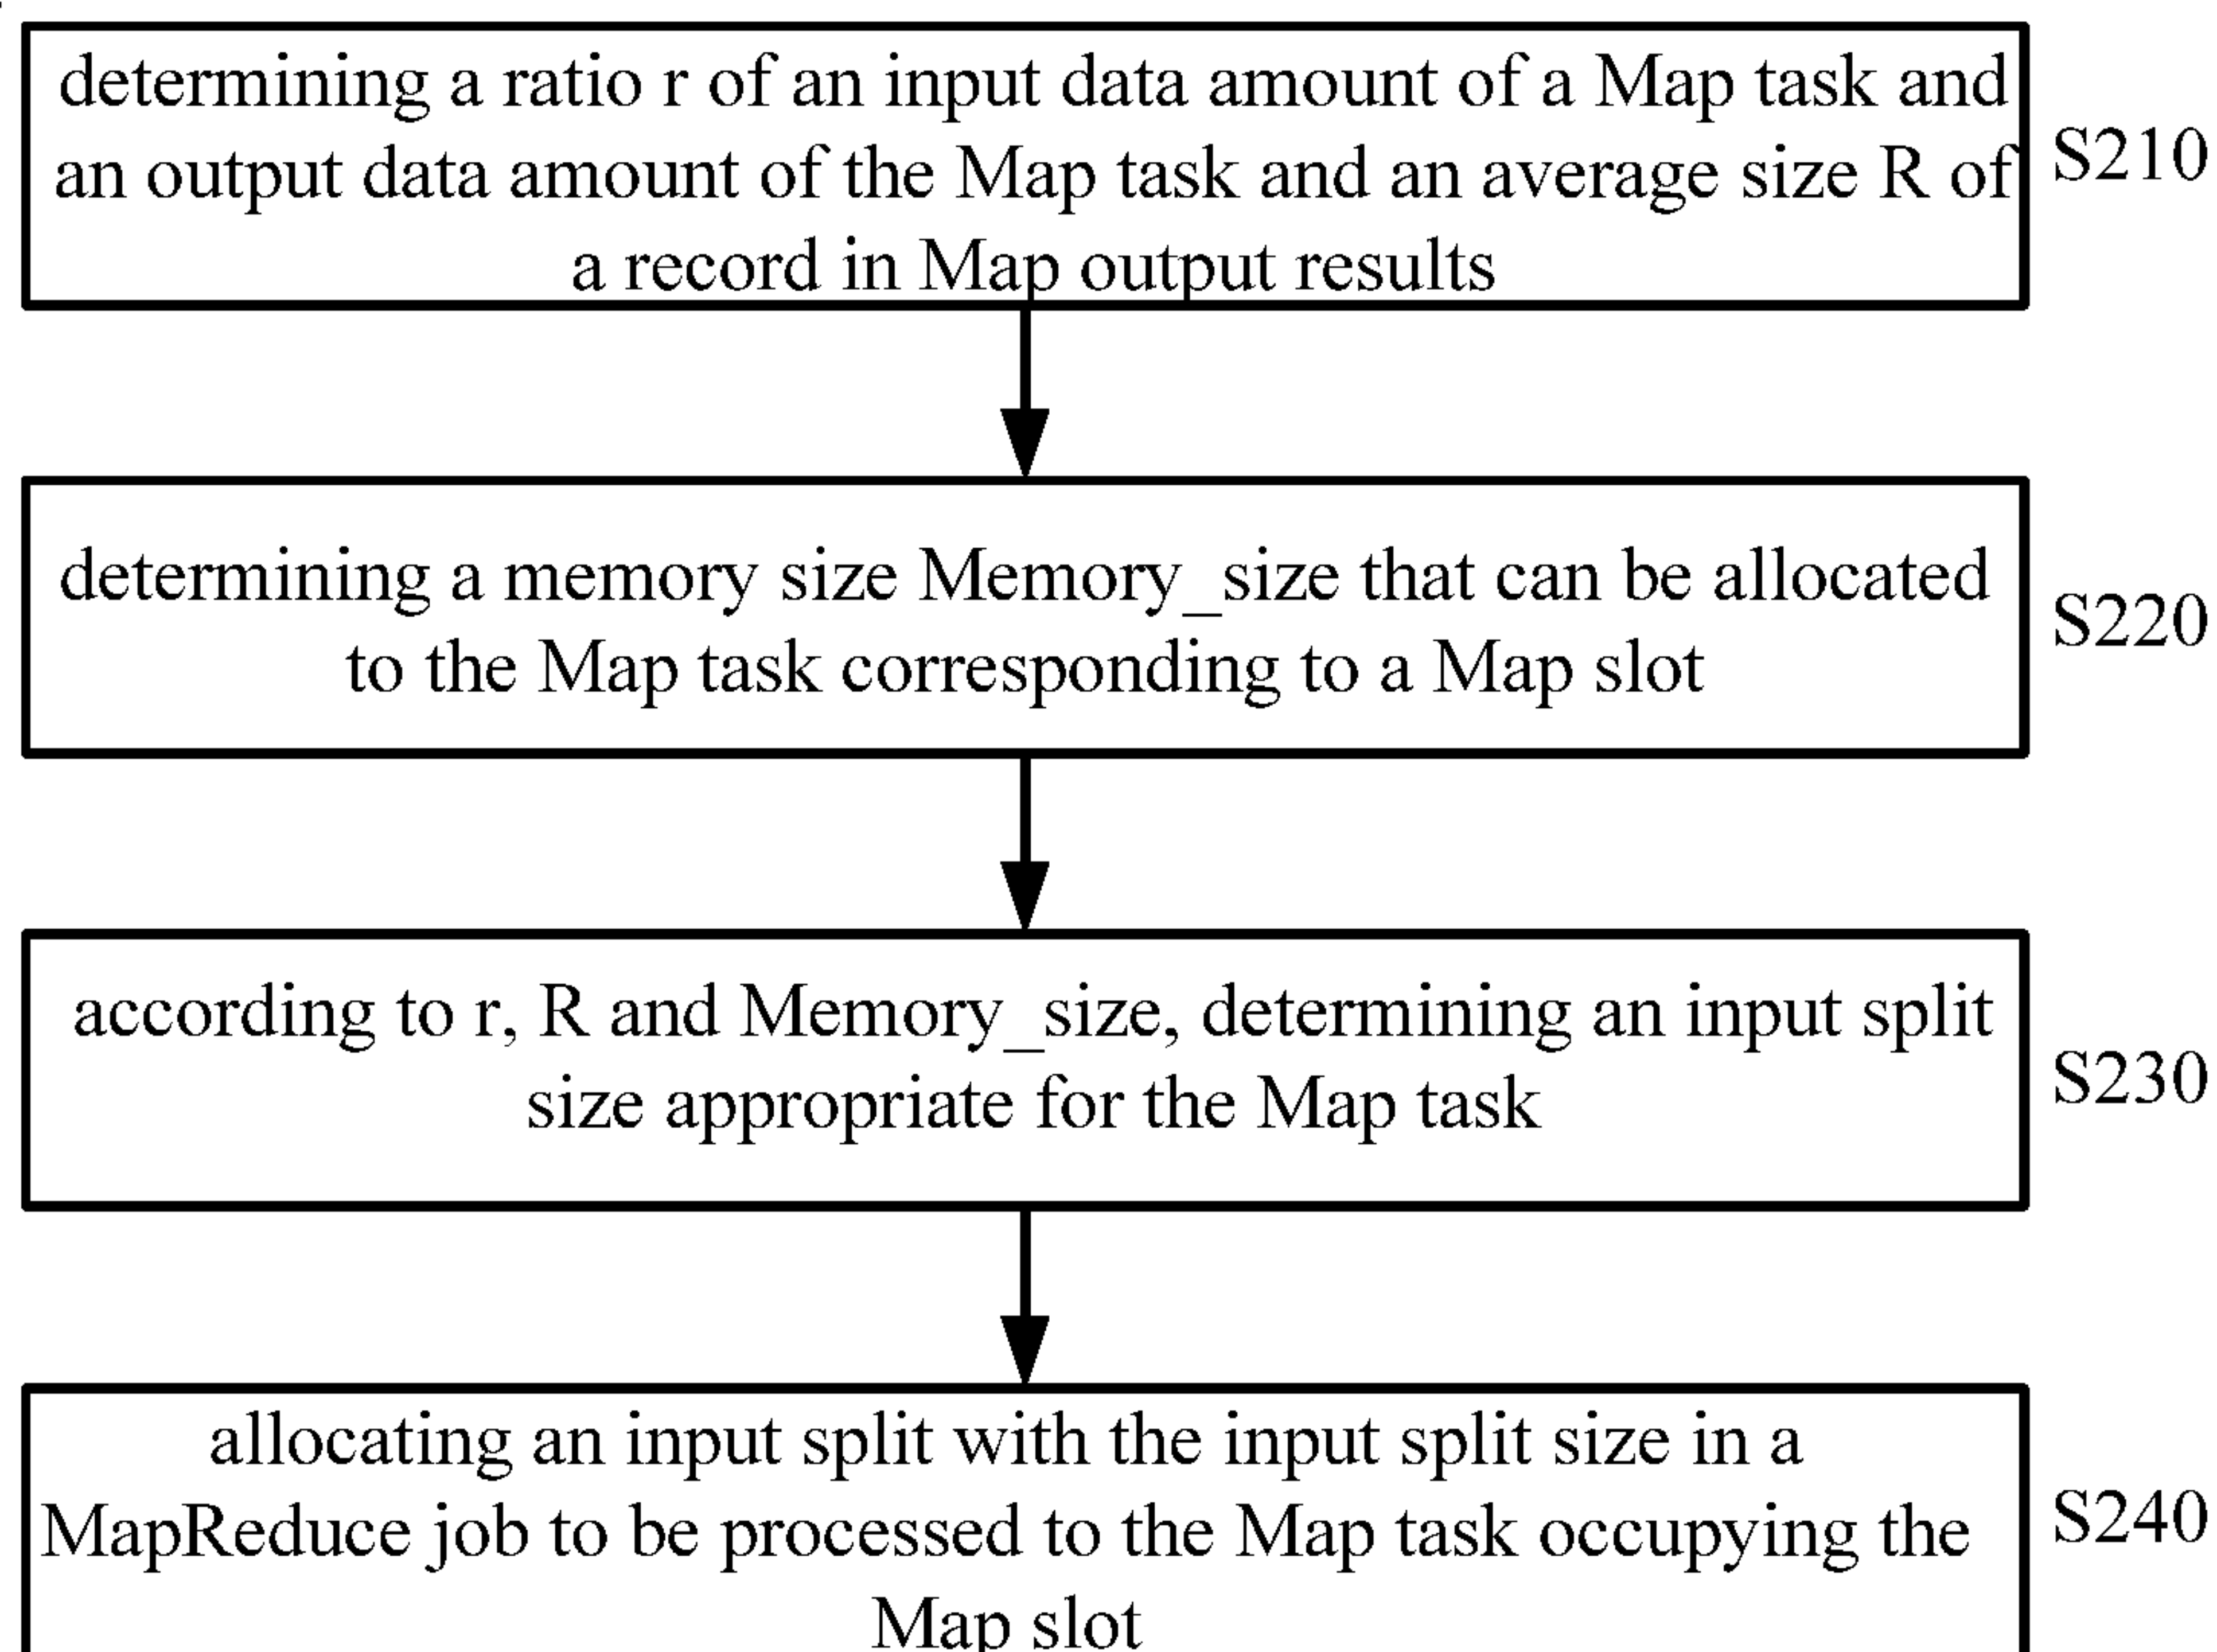 determining a ratio r of an input data amount of a Map task and
an output data amount of the Map task and an average size R of
a record in Map output results
S210
determining a memory size Memory_size that can be allocated
to the Map task corresponding to a Map slot
S220
according to r, R and Memory_size, determining an input split
size appropriate for the Map task
S230
allocating an input split with the input split size in a
MapReduce job to be processed to the Map task occupying the
Map slot
S240